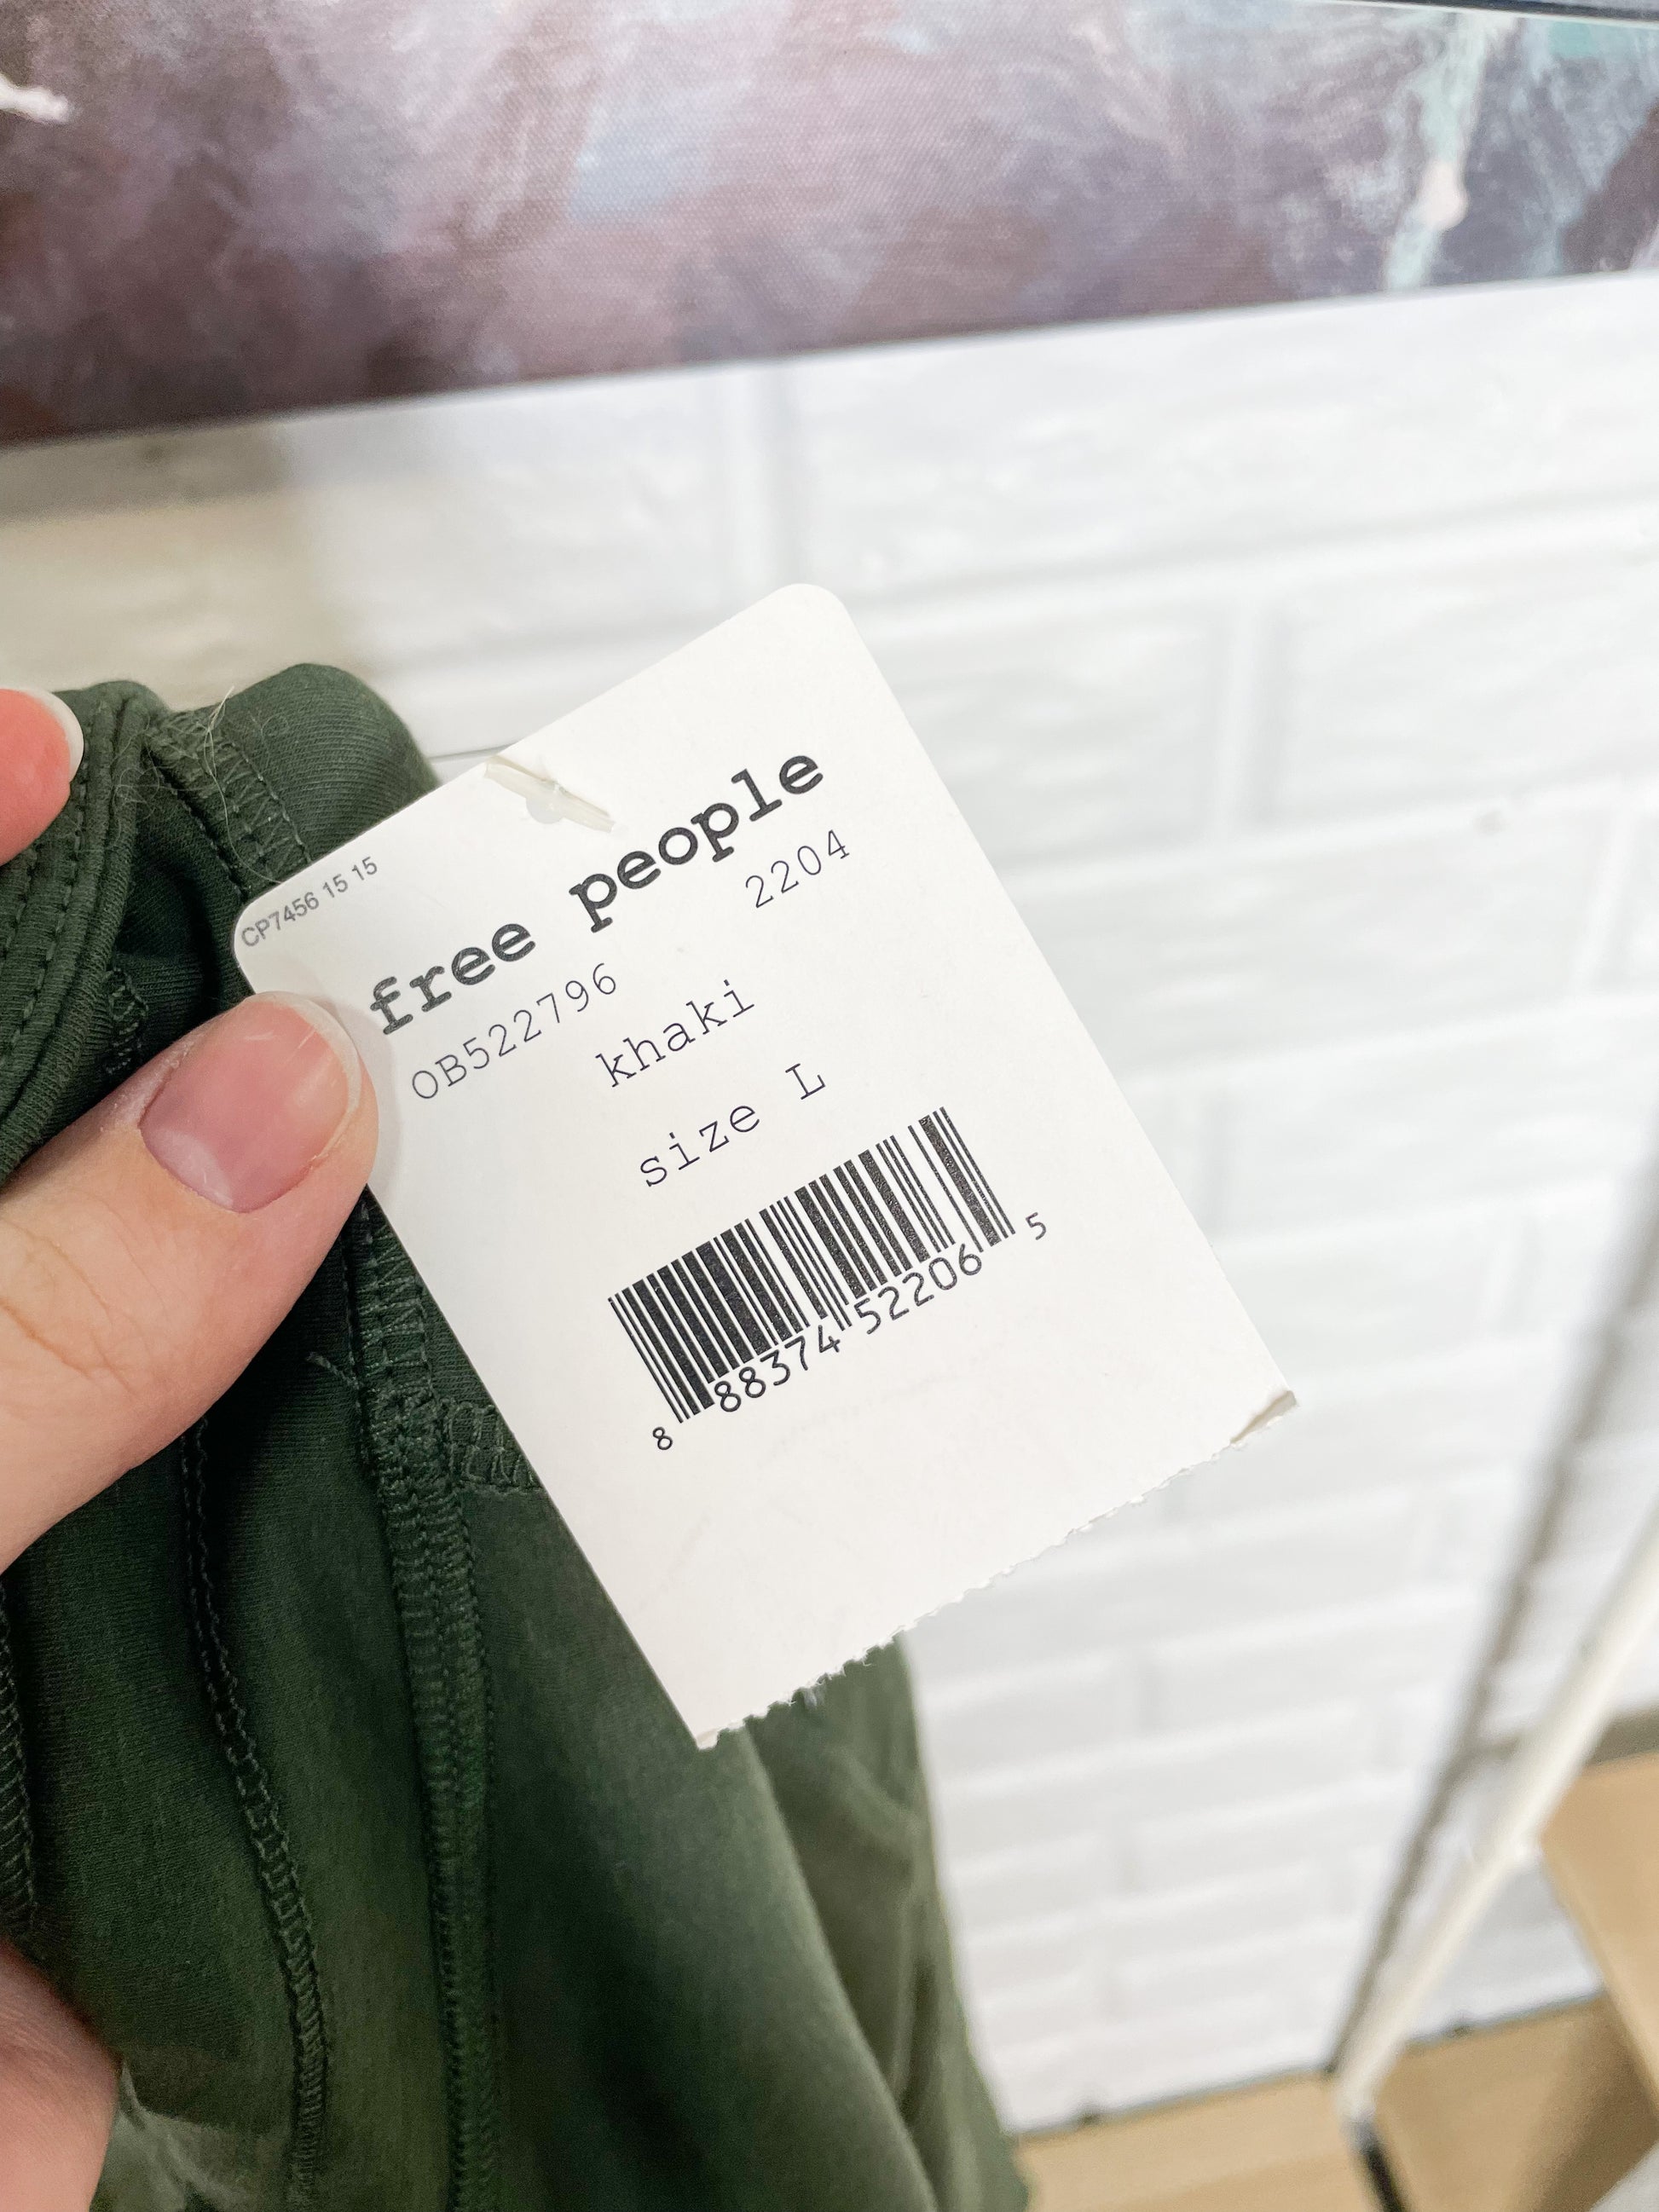 CP7456 15 15
free people
OB522796 2204
khaki
size L
8 88374 52206 5